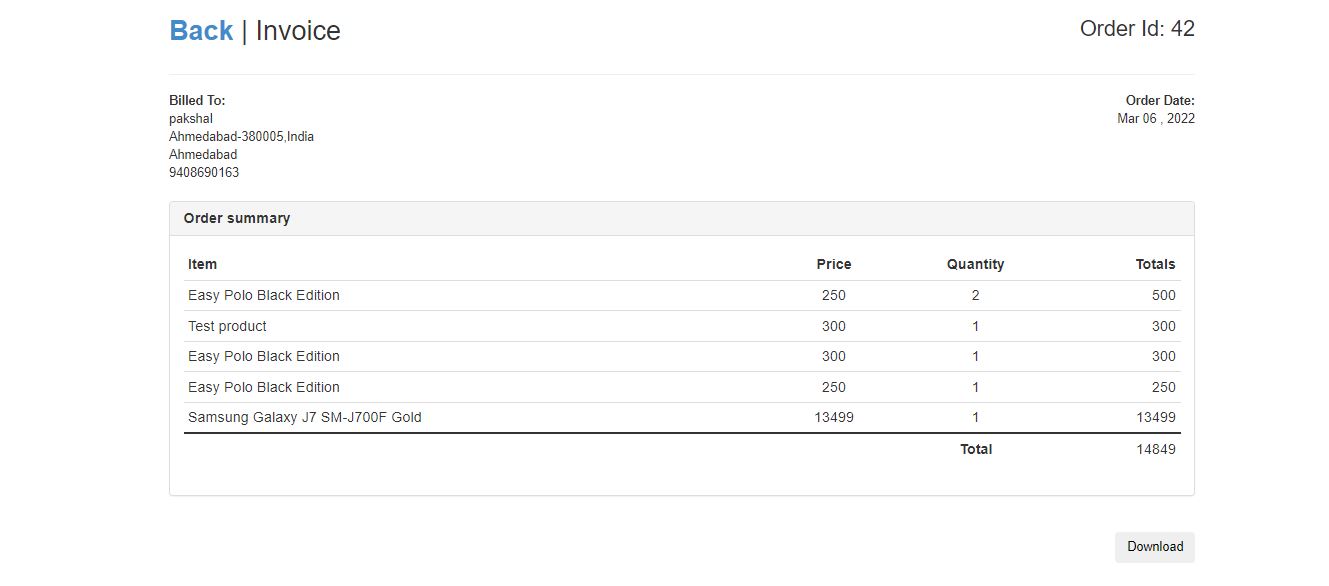 Back | Invoice
Order Id: 42
Billed To:
pakshal
Ahmedabad-380005,India
Ahmedabad
9408690163
Order Date:
Mar 06 , 2022
Order summary
Item Price Quantity Totals
Easy Polo Black Edition 250 2 500
Test product 300 1 300
Easy Polo Black Edition 300 1 300
Easy Polo Black Edition 250 1 250
Samsung Galaxy J7 SM-J700F Gold 13499 1 13499
Total 14849
Download